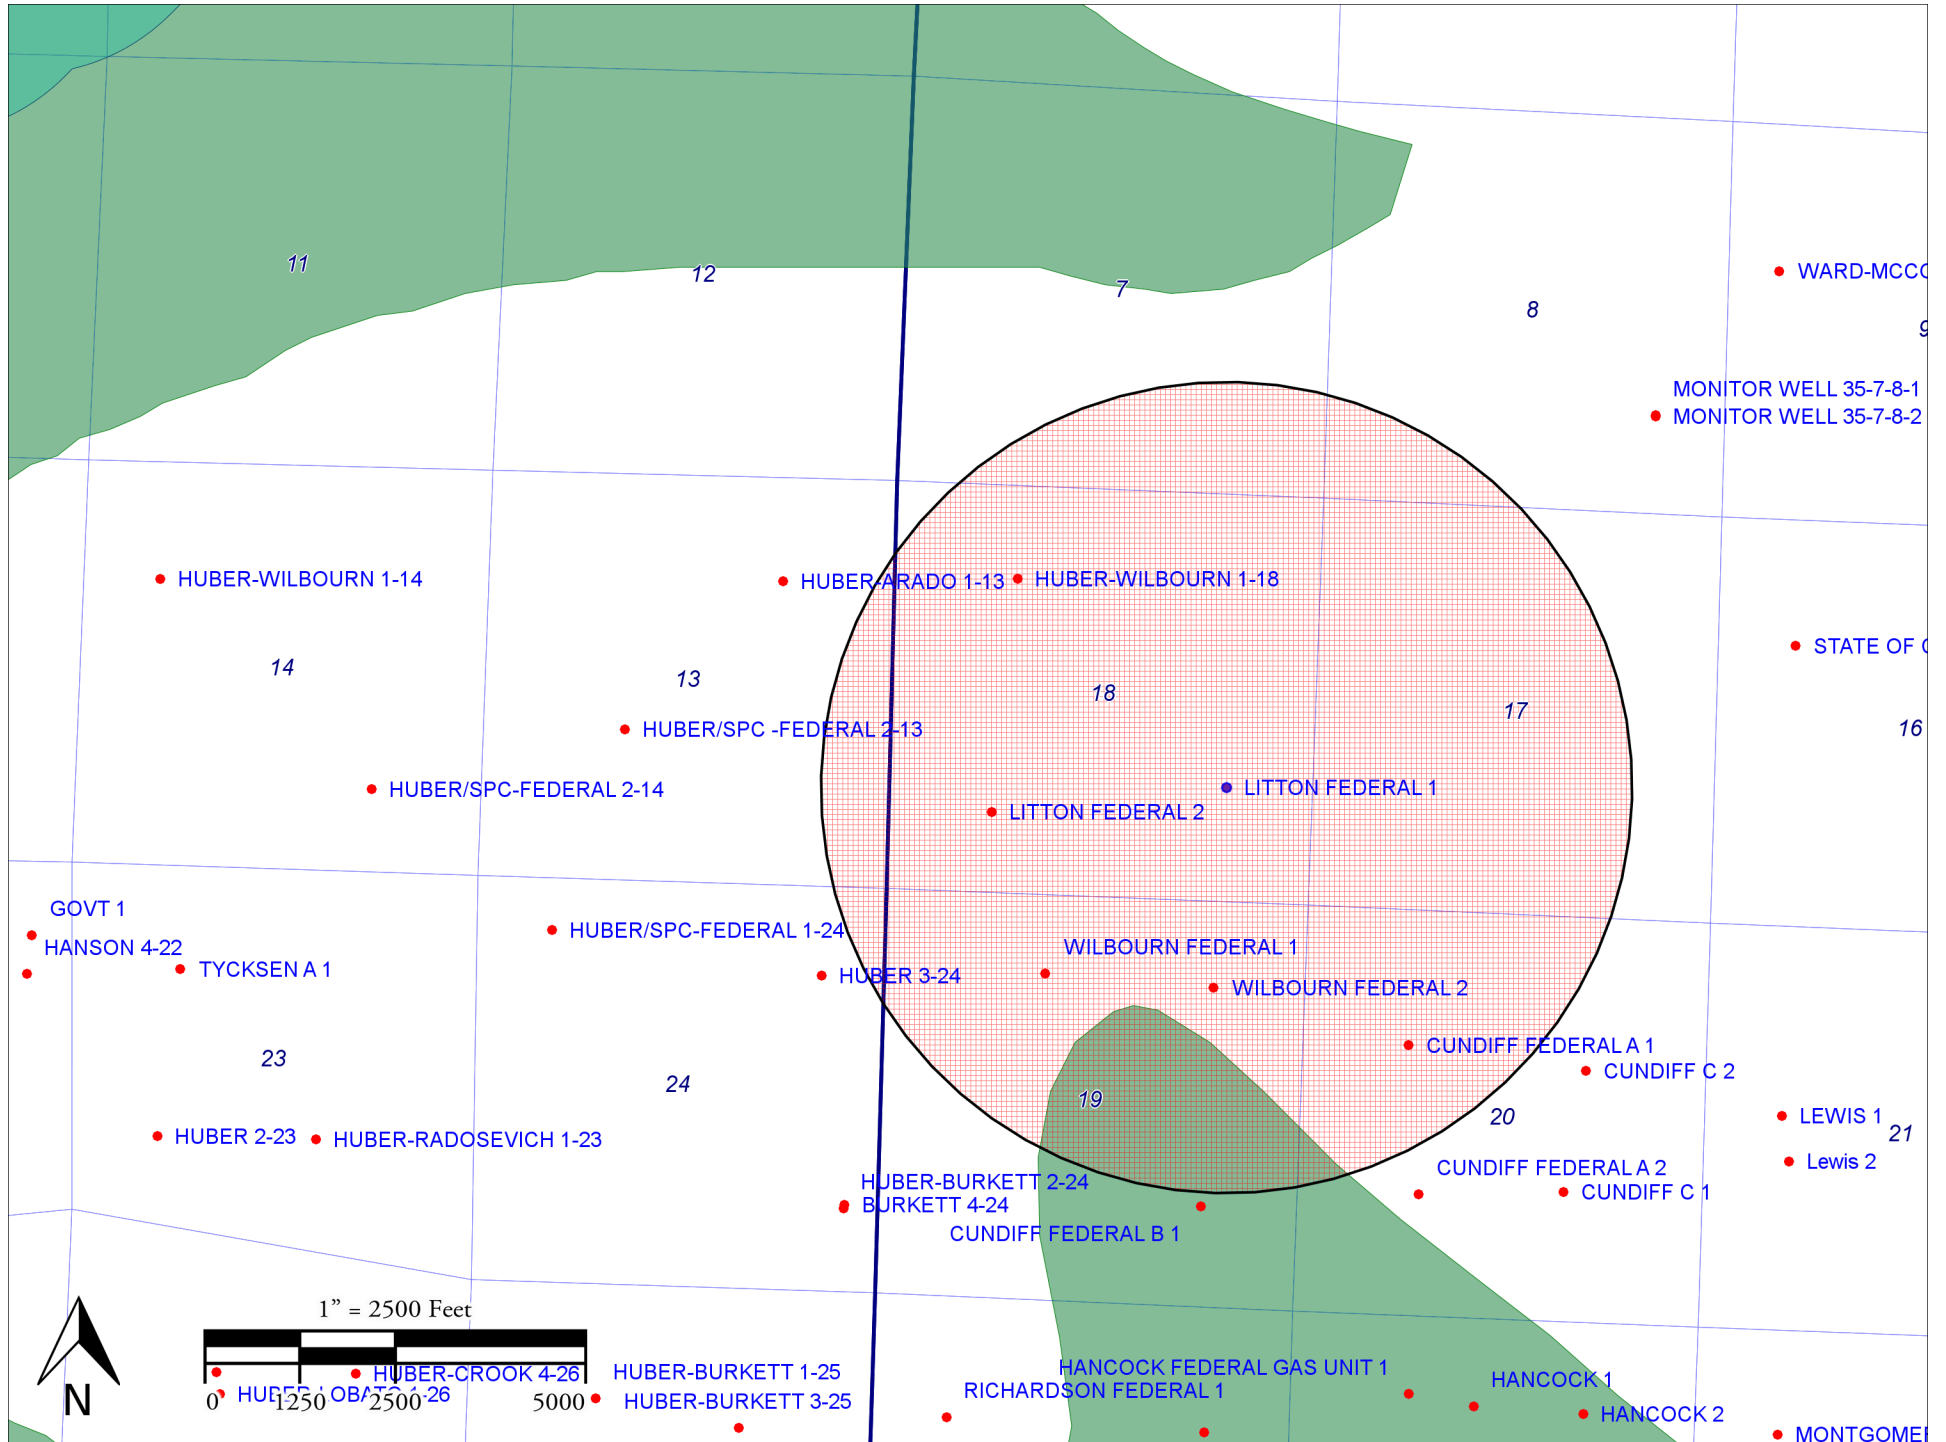 11
12
7
WARD-MCCO
8
9
MONITOR WELL 35-7-8-1
MONITOR WELL 35-7-8-2
HUBER-WILBOURN 1-14
HUBER-ARADO 1-13
HUBER-WILBOURN 1-18
STATE OF
14
13
18
17
16
HUBER/SPC -FEDERAL 2-13
HUBER/SPC-FEDERAL 2-14
LITTON FEDERAL 1
LITTON FEDERAL 2
GOVT 1
HUBER/SPC-FEDERAL 1-24
HANSON 4-22
WILBOURN FEDERAL 1
TYCKSEN A 1
HUBER 3-24
WILBOURN FEDERAL 2
23
24
19
CUNDIFF FEDERAL A 1
CUNDIFF C 2
20
LEWIS 1
21
HUBER 2-23
HUBER-RADOSEVICH 1-23
Lewis 2
CUNDIFF FEDERAL A 2
HUBER-BURKETT 2-24
CUNDIFF C 1
BURKETT 4-24
CUNDIFF FEDERAL B 1
1” = 2500 Feet
HUBER-CROOK 4-26
HUBER-BURKETT 1-25
HANCOCK FEDERAL GAS UNIT 1
HANCOCK 1
HUBER-LOBATO 1-26
RICHARDSON FEDERAL 1
0 1250 2500 5000
HUBER-BURKETT 3-25
HANCOCK 2
N
MONTGOME